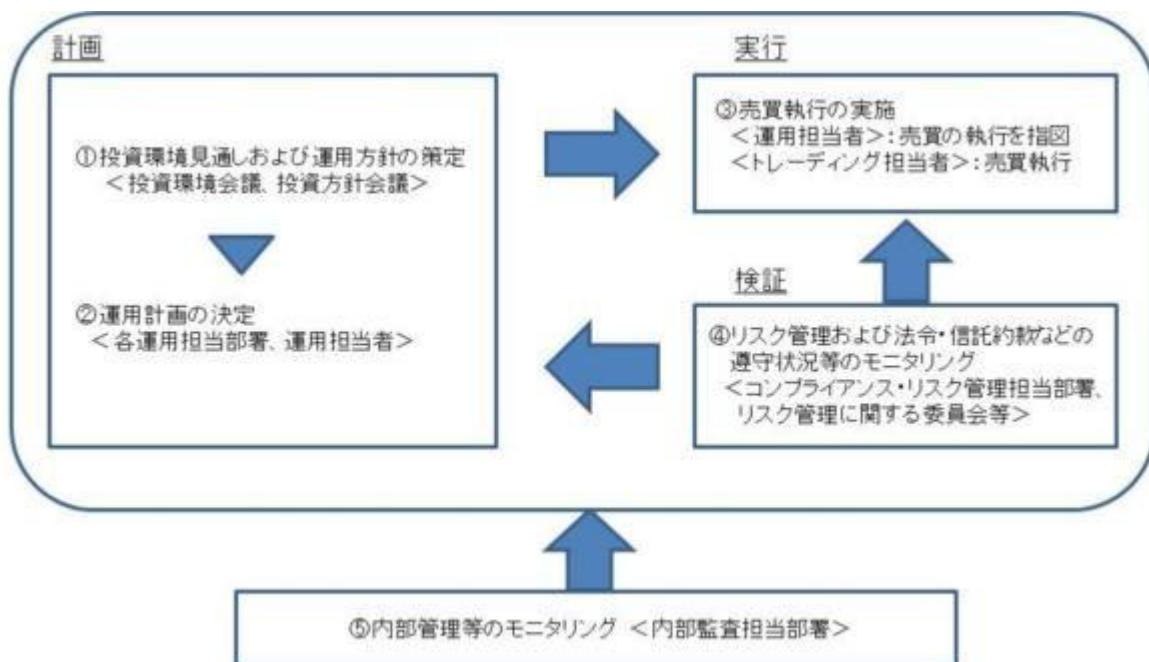 計画
①投資環境見通しおよび運用方針の策定
＜投資環境会議、投資方針会議＞
②運用計画の決定
＜各運用担当部署、運用担当者＞
実行
③売買執行の実施
＜運用担当者＞：売買の執行を指図
＜トレーディング担当者＞：売買執行
検証
④リスク管理および法令・信託約款などの
遵守状況等のモニタリング
＜コンプライアンス・リスク管理担当部署、
リスク管理に関する委員会等＞
⑤内部管理等のモニタリング ＜内部監査担当部署＞